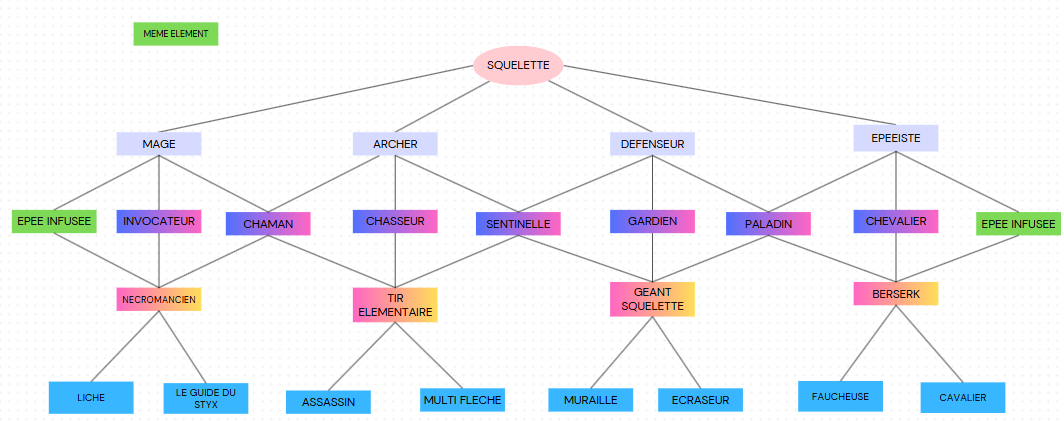 MEME ELEMENT
SQUELETTE
MAGE
ARCHER
DEFENSEUR
EPEEISTE
EPEE INFUSEE
INVOCATEUR
CHAMAN
CHASSEUR
SENTINELLE
GARDIEN
PALADIN
CHEVALIER
EPEE INFUSEE
NECROMANCIEN
TIR
ELEMENTAIRE
GEANT
SQUELETTE
BERSERK
LICHE
LE GUIDE DU
STYX
ASSASSIN
MULTI FLECHE
MURAILLE
ECRASEUR
FAUCHEUSE
CAVALIER